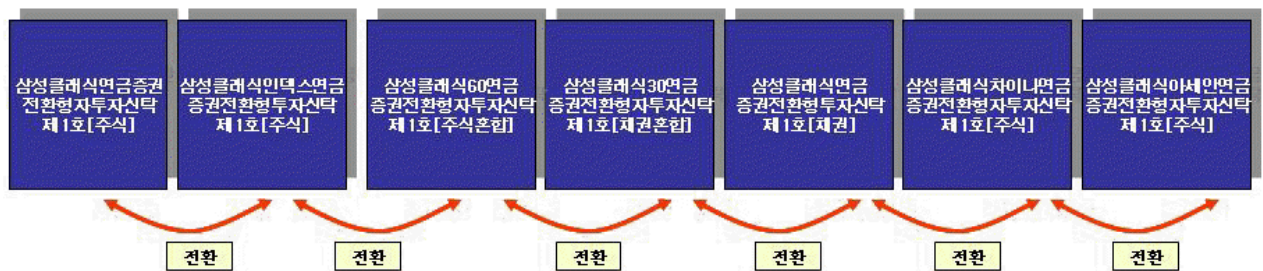 삼성클래식연금증권
전환형자투자신탁
제1호[주식]
삼성클래식인덱스연금
증권전환형투자신탁
제1호[주식]
삼성클래식60연금
증권전환형자투자신탁
제1호[주식혼합]
삼성클래식30연금
증권전환형자투자신탁
제1호[채권혼합]
삼성클래식연금
증권전환형자투자신탁
제1호[채권]
삼성클래식차이나연금
증권전환형자투자신탁
제1호[주식]
삼성클래식아세안연금
증권전환형자투자신탁
제1호[주식]
전환
전환
전환
전환
전환
전환